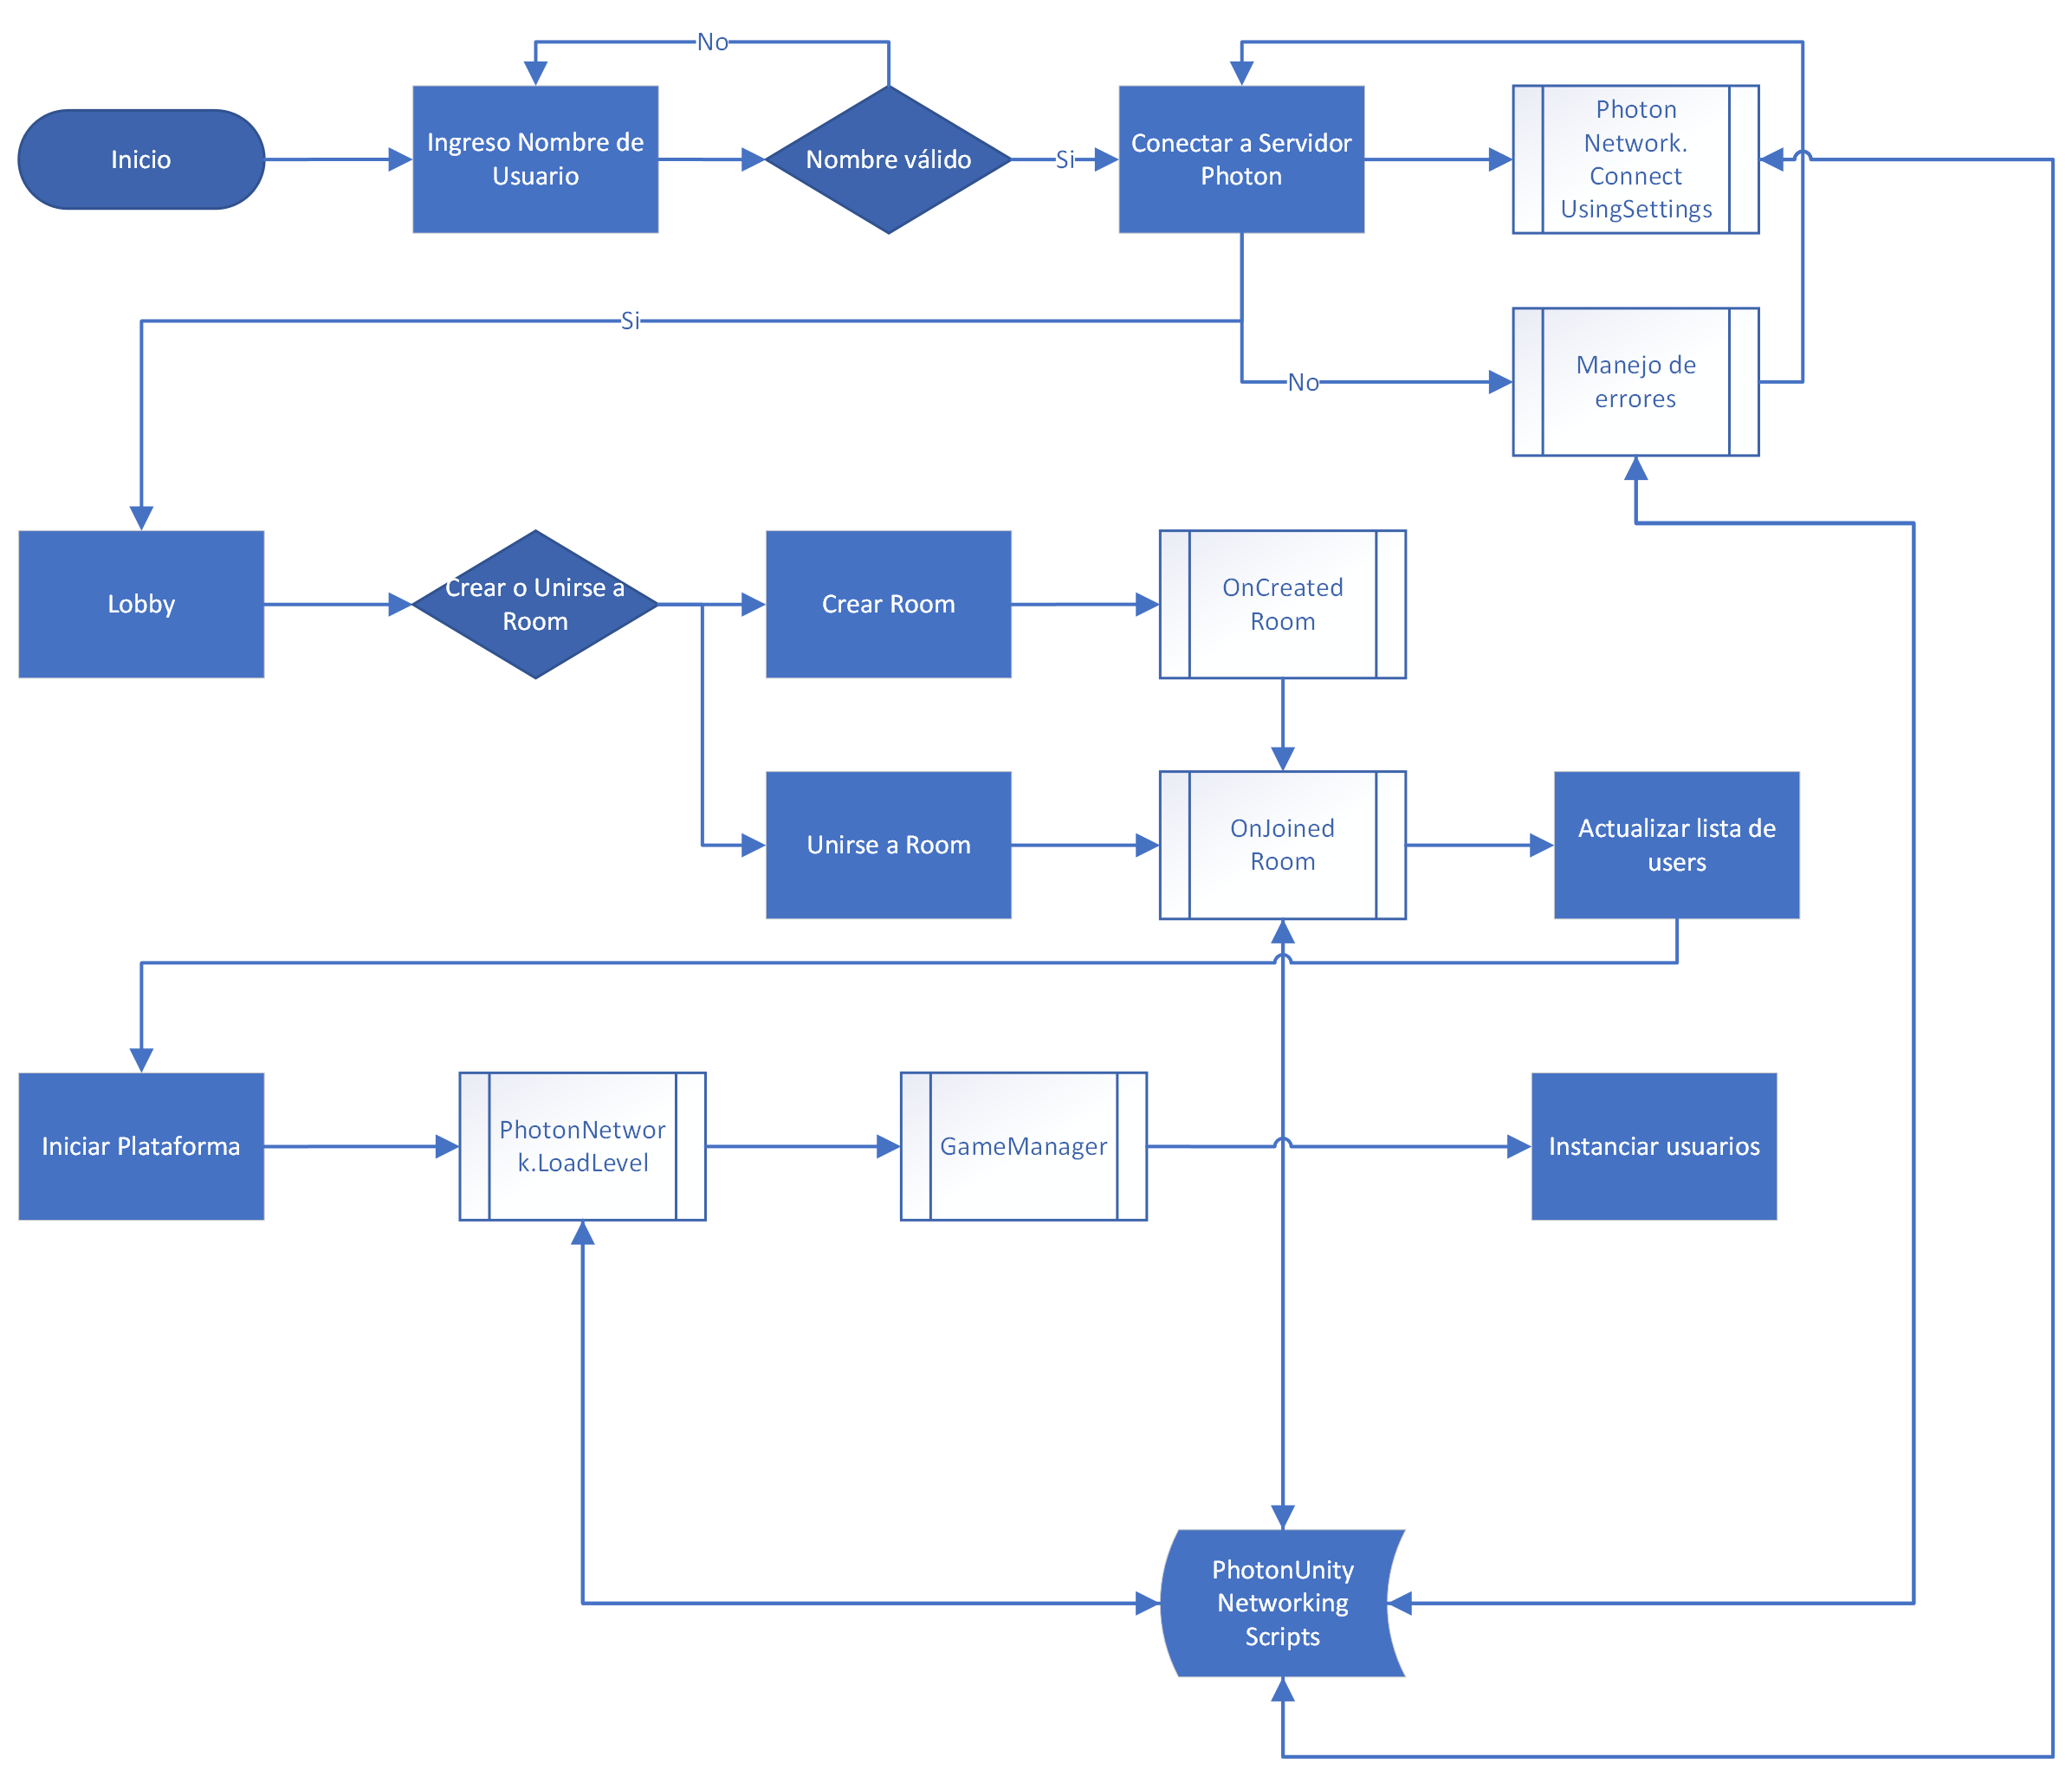 No
Inicio
Ingreso Nombre de
Usuario
Nombre válido
Si
Conectar a Servidor
Photon
Photon
Network.
Connect
UsingSettings
Si
No
Manejo de
errores
Lobby
Crear o Unirse a
Room
Crear Room
OnCreated
Room
Unirse a Room
OnJoined
Room
Actualizar lista de
users
Iniciar Plataforma
PhotonNetwor
k.LoadLevel
GameManager
Instanciar usuarios
PhotonUnity
Networking
Scripts